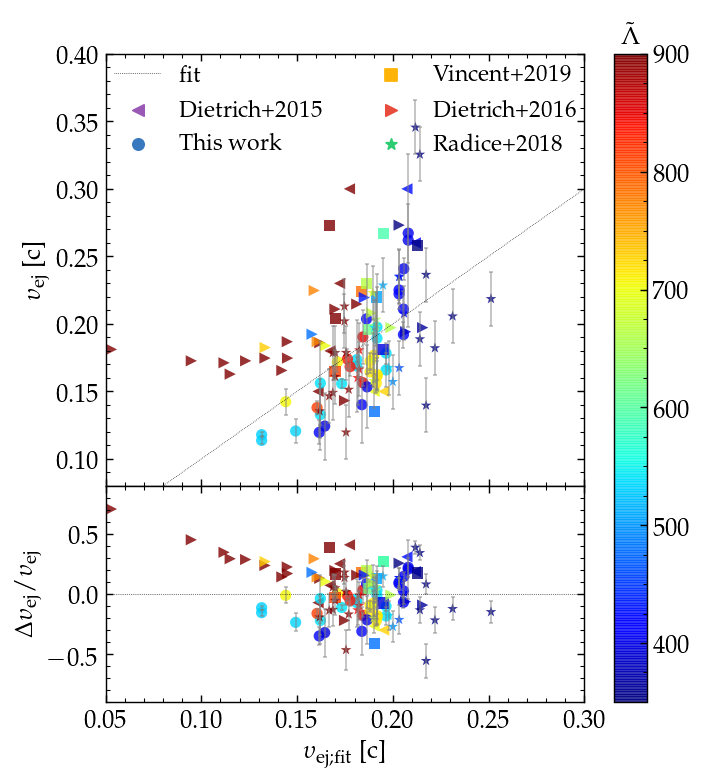 Λ̃
0.40
0.35
0.30
0.25
0.20
0.15
0.10
v_ej [c]
fit
Dietrich+2015
This work
Vincent+2019
Dietrich+2016
Radice+2018
900
800
700
600
500
400
0.5
0.0
−0.5
Δv_ej/v_ej
0.05 0.10 0.15 0.20 0.25 0.30
v_ej;fit [c]